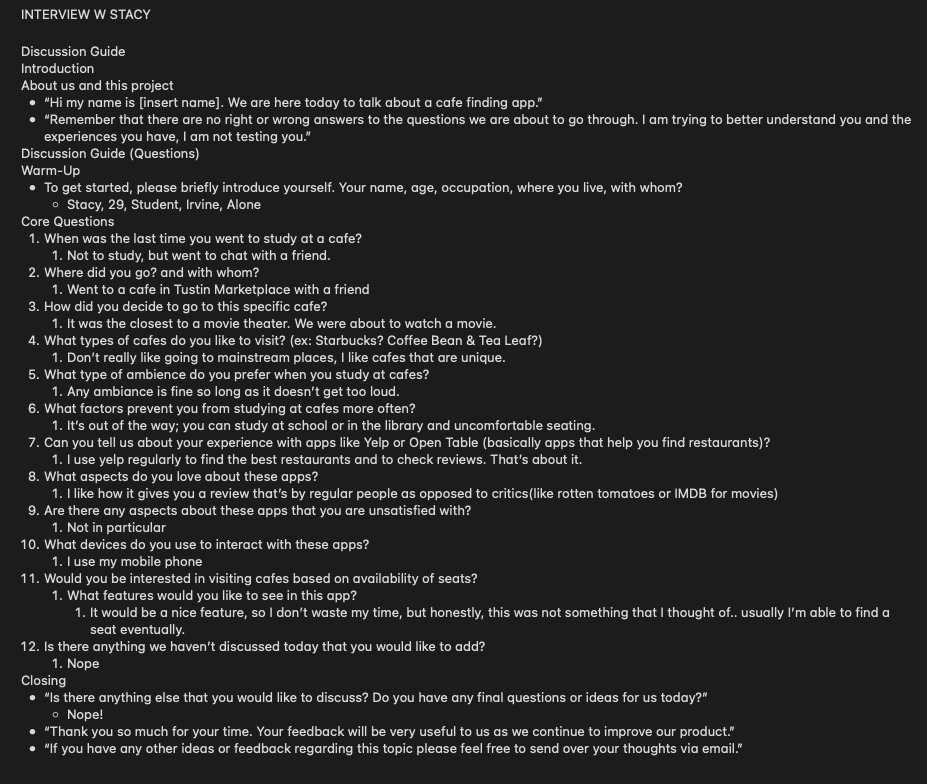 INTERVIEW W STACY
Discussion Guide
Introduction
About us and this project
• “Hi my name is [insert name]. We are here today to talk about a cafe finding app.”
• “Remember that there are no right or wrong answers to the questions we are about to go through. I am trying to better understand you and the
experiences you have, I am not testing you.”
Discussion Guide (Questions)
Warm-Up
• To get started, please briefly introduce yourself. Your name, age, occupation, where you live, with whom?
◦ Stacy, 29, Student, Irvine, Alone
Core Questions
1. When was the last time you went to study at a cafe?
1. Not to study, but went to chat with a friend.
2. Where did you go? and with whom?
1. Went to a cafe in Tustin Marketplace with a friend
3. How did you decide to go to this specific cafe?
1. It was the closest to a movie theater. We were about to watch a movie.
4. What types of cafes do you like to visit? (ex: Starbucks? Coffee Bean & Tea Leaf?)
1. Don’t really like going to mainstream places, I like cafes that are unique.
5. What type of ambience do you prefer when you study at cafes?
1. Any ambiance is fine so long as it doesn’t get too loud.
6. What factors prevent you from studying at cafes more often?
1. It’s out of the way; you can study at school or in the library and uncomfortable seating.
7. Can you tell us about your experience with apps like Yelp or Open Table (basically apps that help you find restaurants)?
1. I use yelp regularly to find the best restaurants and to check reviews. That’s about it.
8. What aspects do you love about these apps?
1. I like how it gives you a review that’s by regular people as opposed to critics(like rotten tomatoes or IMDB for movies)
9. Are there any aspects about these apps that you are unsatisfied with?
1. Not in particular
10. What devices do you use to interact with these apps?
1. I use my mobile phone
11. Would you be interested in visiting cafes based on availability of seats?
1. What features would you like to see in this app?
1. It would be a nice feature, so I don’t waste my time, but honestly, this was not something that I thought of.. usually I’m able to find a
seat eventually.
12. Is there anything we haven’t discussed today that you would like to add?
1. Nope
Closing
• “Is there anything else that you would like to discuss? Do you have any final questions or ideas for us today?”
◦ Nope!
• “Thank you so much for your time. Your feedback will be very useful to us as we continue to improve our product.”
• “If you have any other ideas or feedback regarding this topic please feel free to send over your thoughts via email.”